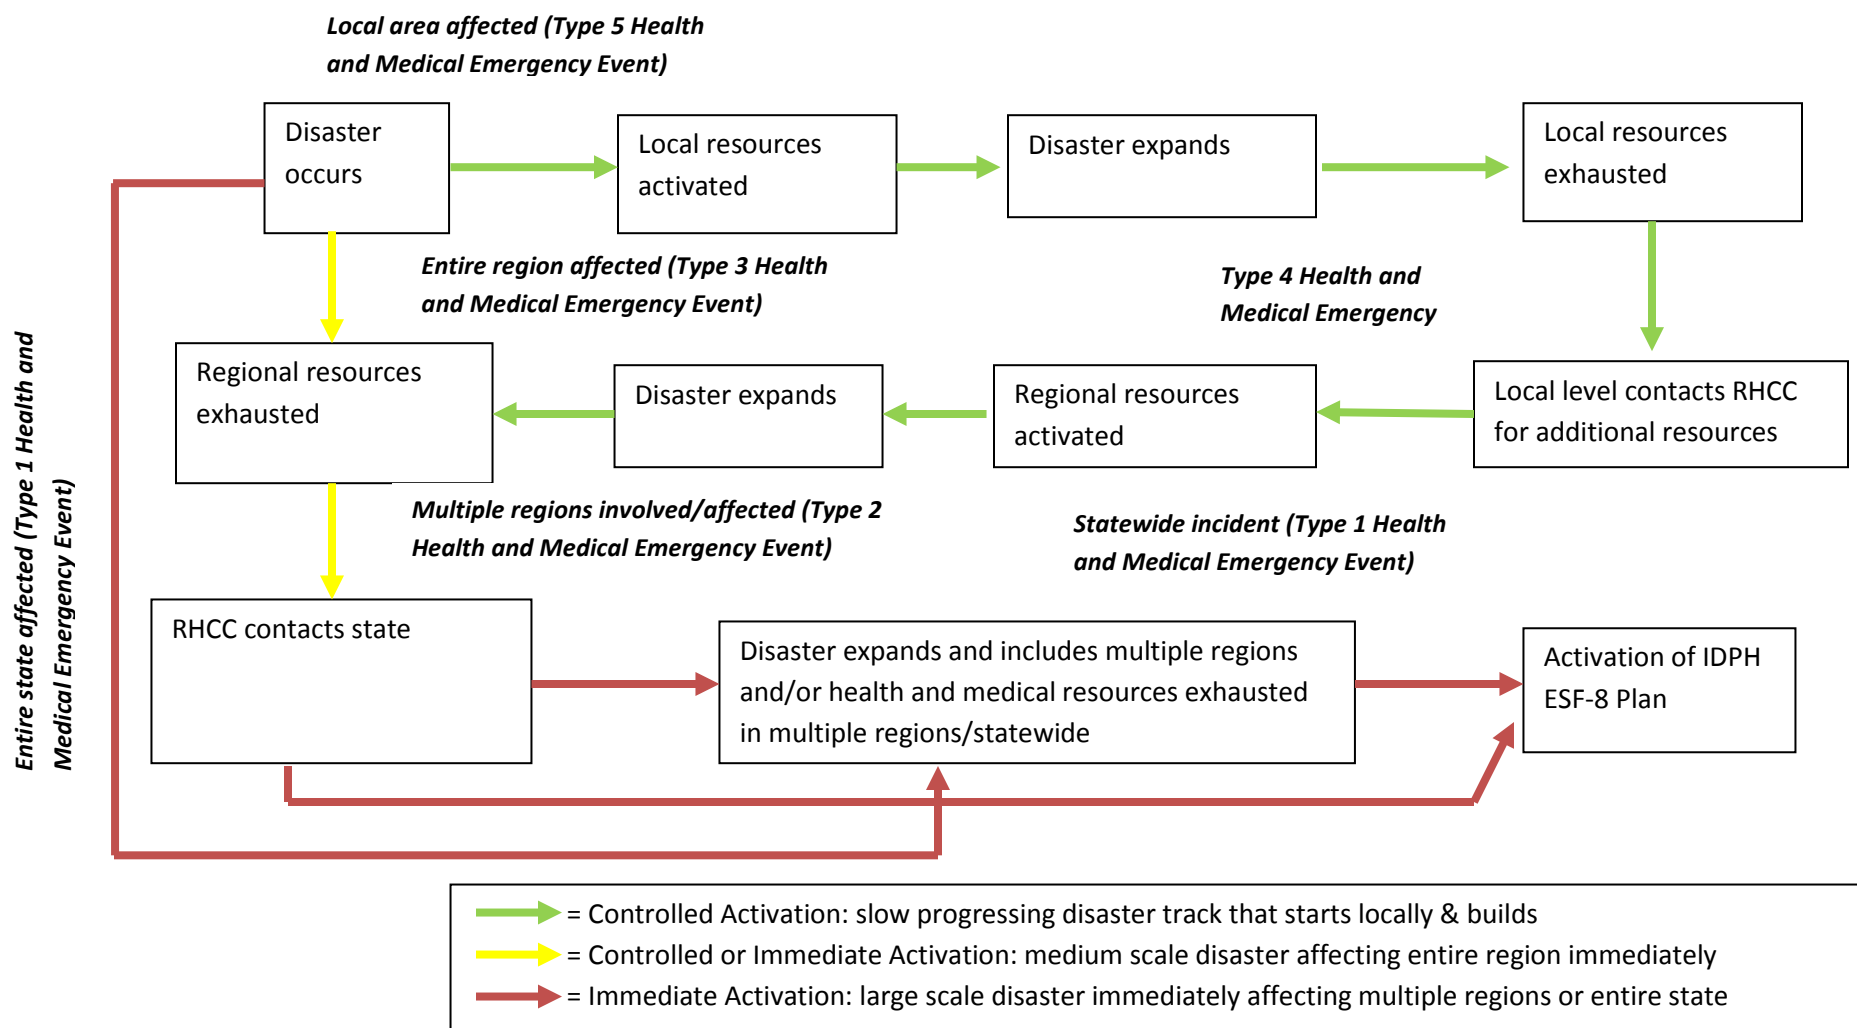 Local area affected (Type 5 Health
and Medical Emergency Event)
Disaster
occurs
Local resources
activated
Disaster expands
Local resources
exhausted
Entire region affected (Type 3 Health
and Medical Emergency Event)
Type 4 Health and
Medical Emergency
Entire state affected (Type 1 Health and
Medical Emergency Event)
Regional resources
exhausted
Disaster expands
Regional resources
activated
Local level contacts RHCC
for additional resources
Multiple regions involved/affected (Type 2
Health and Medical Emergency Event)
Statewide incident (Type 1 Health
and Medical Emergency Event)
RHCC contacts state
Disaster expands and includes multiple regions
and/or health and medical resources exhausted
in multiple regions/statewide
Activation of IDPH
ESF-8 Plan
= Controlled Activation: slow progressing disaster track that starts locally & builds
= Controlled or Immediate Activation: medium scale disaster affecting entire region immediately
= Immediate Activation: large scale disaster immediately affecting multiple regions or entire state